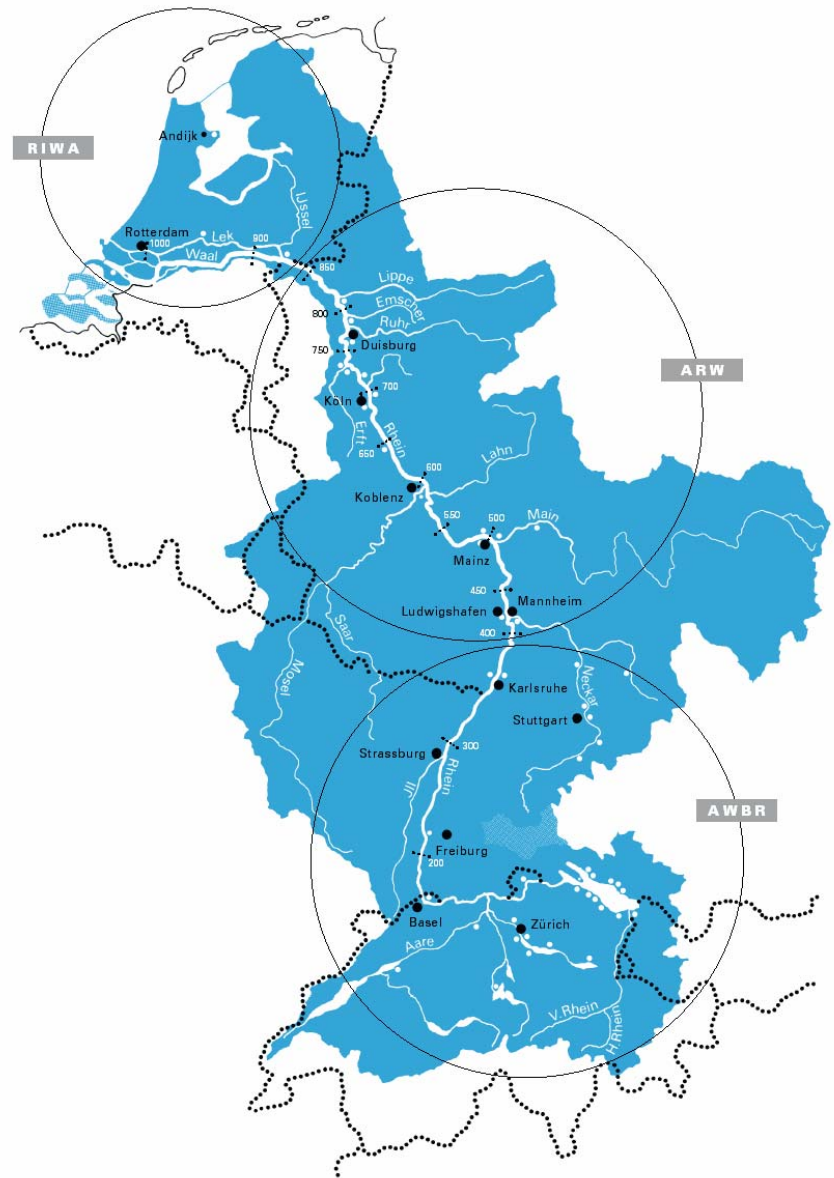 Andijk
RIWA
IJssel
Rotterdam
1000
Lek
900
Waal
850
Lippe
Emscher
800
Ruhr
Duisburg
750
ARW
700
Köln
Erft
Rhein
650
Lahn
600
Koblenz
550
500
Main
Mainz
450
Mannheim
Ludwigshafen
400
Saar
Mosel
Neckar
Karlsruhe
Stuttgart
300
Strassburg
Rhein
Ill
AWBR
Freiburg
200
Basel
Zürich
Aare
V.Rhein
H.Rhein